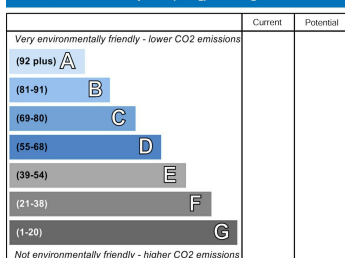 Current Potential
Very environmentally friendly - lower CO2 emissions
(92 plus) A
(81-91) B
(69-80) C
(55-68) D
(39-54) E
(21-38) F
(1-20) G
Not environmentally friendly - higher CO2 emissions